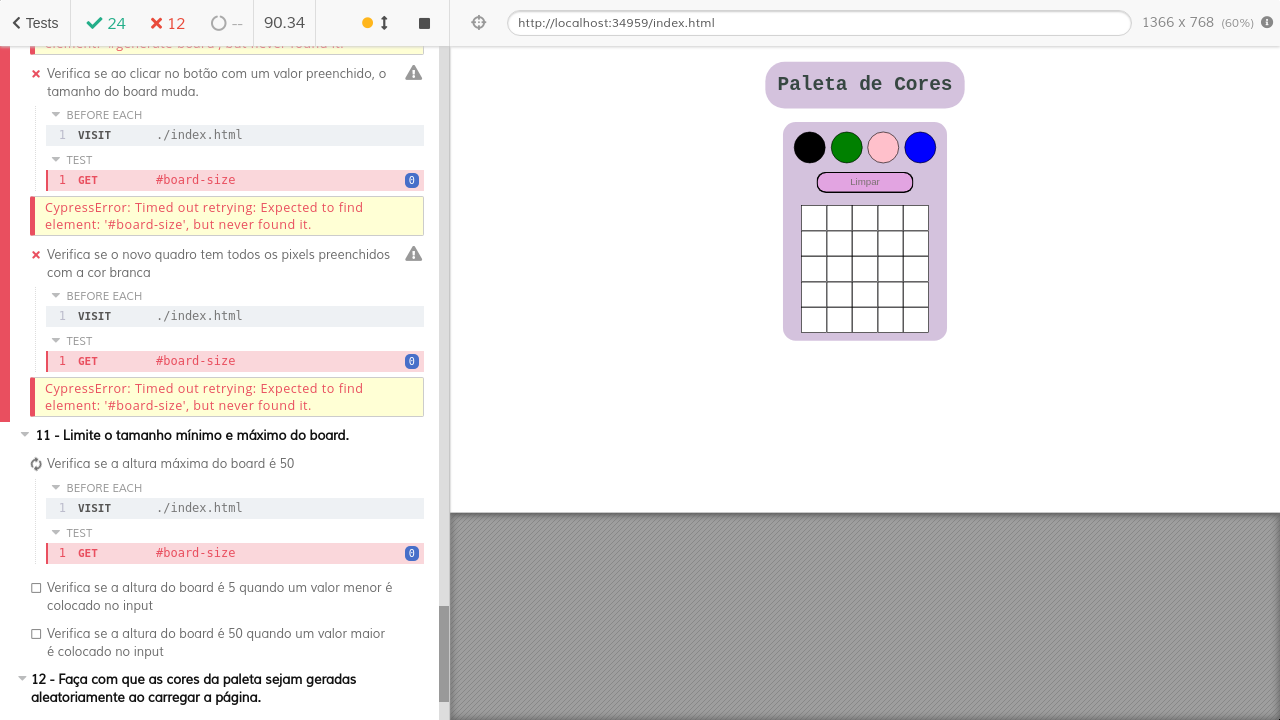 Tests 24 12 -- 90.34
element: '#generate-board', but never found it.
Verifica se ao clicar no botão com um valor preenchido, o
tamanho do board muda.
BEFORE EACH
1 VISIT ./index.html
TEST
1 GET #board-size 0
CypressError: Timed out retrying: Expected to find
element: '#board-size', but never found it.
Verifica se o novo quadro tem todos os pixels preenchidos
com a cor branca
BEFORE EACH
1 VISIT ./index.html
TEST
1 GET #board-size 0
CypressError: Timed out retrying: Expected to find
element: '#board-size', but never found it.
11 - Limite o tamanho mínimo e máximo do board.
Verifica se a altura máxima do board é 50
BEFORE EACH
1 VISIT ./index.html
TEST
1 GET #board-size 0
Verifica se a altura do board é 5 quando um valor menor é
colocado no input
Verifica se a altura do board é 50 quando um valor maior
é colocado no input
12 - Faça com que as cores da paleta sejam geradas
aleatoriamente ao carregar a página.
http://localhost:34959/index.html 1366 x 768 (60%)
Paleta de Cores
Limpar